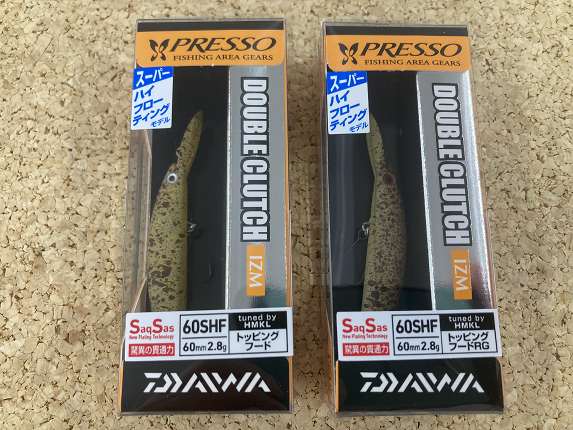 PRESSO
FISHING AREA GEARS
スーパー
ハイ
フロー
ティング
モデル
DOUBLE CLUTCH
IZM
SaqSas
New Plating Technology
驚異の貫通力
60SHF
60mm 2.8g
tuned by
HMKL
トッピング
フード
DAIWA
PRESSO
FISHING AREA GEARS
スーパー
ハイ
フロー
ティング
モデル
DOUBLE CLUTCH
IZM
SaqSas
New Plating Technology
驚異の貫通力
60SHF
60mm 2.8g
tuned by
HMKL
トッピング
フードRG
DAIWA